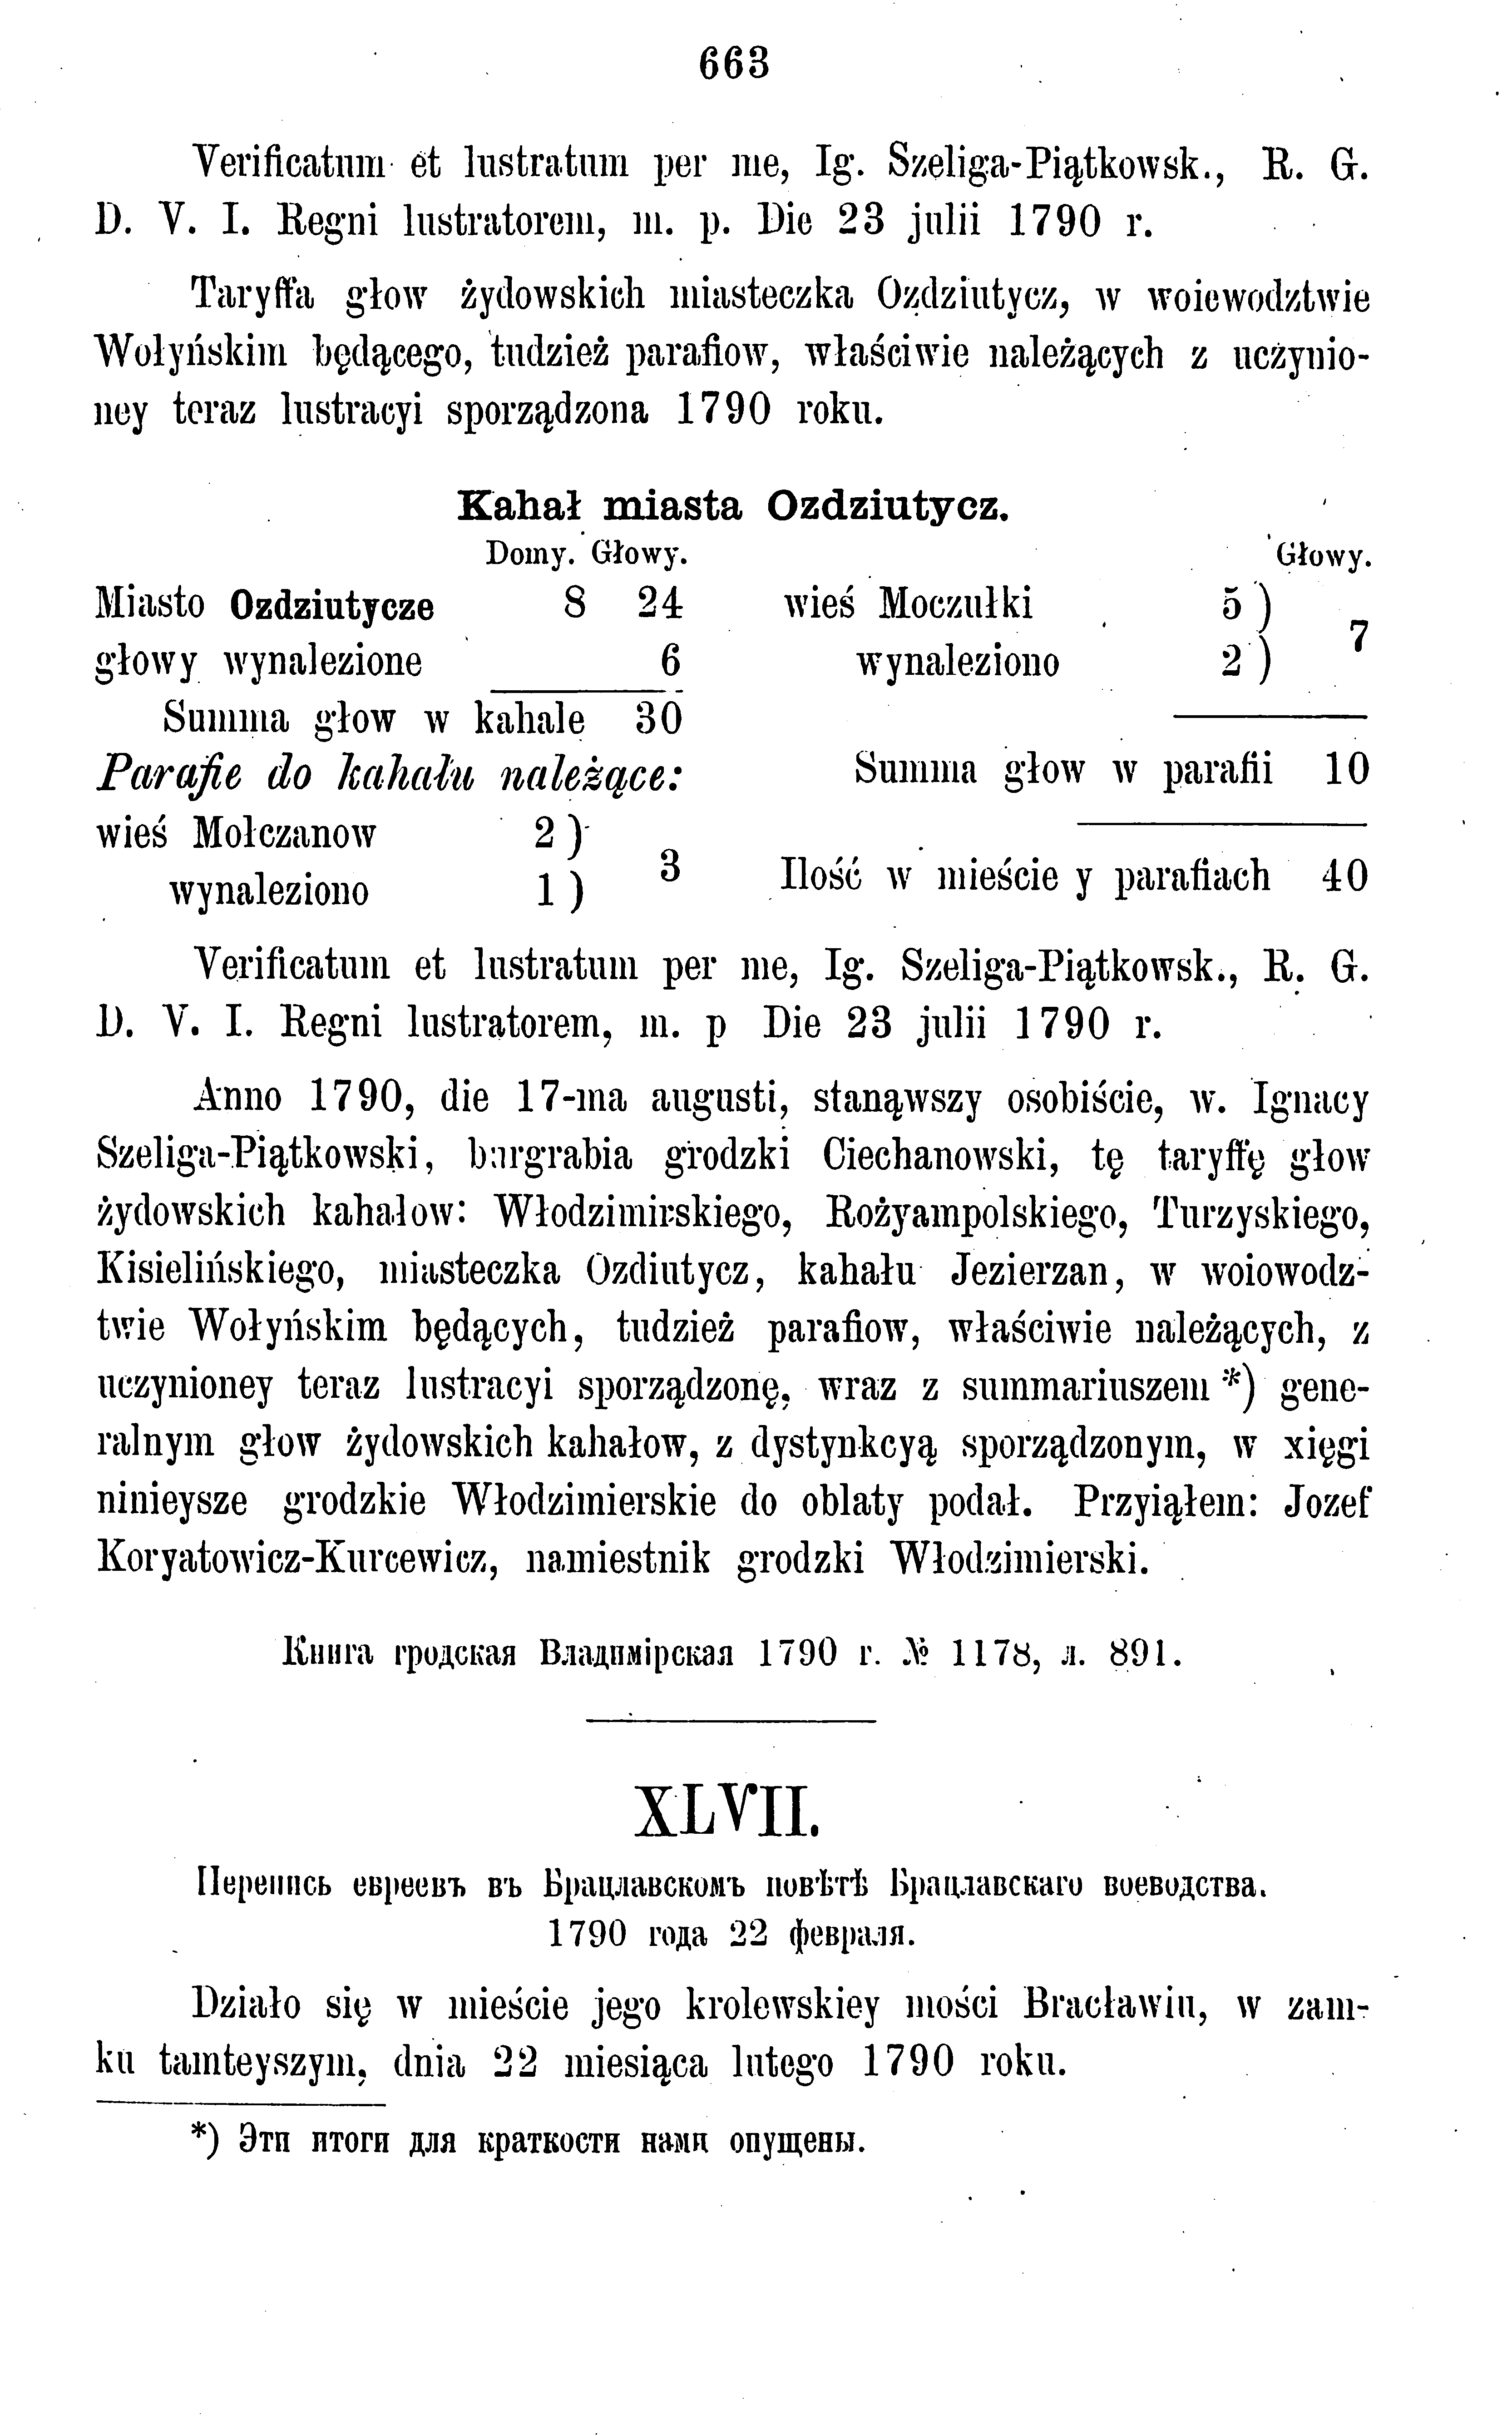 663
Verificatum et lustratum per me, Ig. Szeliga-Piątkowsk., R. G.
D. V. I. Regni lustratorem, m. p. Die 23 julii 1790 r.
Taryffa głow żydowskich miasteczka Ozdziutycz, w woiewodztwie
Wołyńskim będącego, tudzież parafiow, właściwie należących z uczynio-
ney teraz lustracyi sporządzona 1790 roku.
Kahał miasta Ozdziutycz.
Domy. Głowy.
Miasto Ozdziutycze 8 24
głowy wynalezione 6
Summa głow w kahale 30
Parafie do kahału należące:
wieś Mołczanow 2 )
3
wynaleziono 1 )
Głowy.
wieś Moczułki 5 )
7
wynaleziono 2 )
Summa głow w parafii 10
Ilość w mieście y parafiach 40
Verificatum et lustratum per me, Ig. Szeliga-Piątkowsk., R. G.
D. V. I. Regni lustratorem, m. p Die 23 julii 1790 r.
Anno 1790, die 17-ma augusti, stanąwszy osobiście, w. Ignacy
Szeliga-Piątkowski, burgrabia grodzki Ciechanowski, tę taryffę głow
żydowskich kahałow: Włodzimirskiego, Rożyampolskiego, Turzyskiego,
Kisielińskiego, miasteczka Ozdiutycz, kahału Jezierzan, w woiowodz-
twie Wołyńskim będących, tudzież parafiow, właściwie należących, z
uczynioney teraz lustracyi sporządzonę, wraz z summariuszem *) gene-
ralnym głow żydowskich kahałow, z dystynkcyą sporządzonym, w xięgi
ninieysze grodzkie Włodzimierskie do oblaty podał. Przyiąłem: Jozef
Koryatowicz-Kurcewicz, namiestnik grodzki Włodzimierski.
Книга гродская Владимірская 1790 г. № 1178, л. 891.
XLVII.
Перепись евреевъ въ Брацлавскомъ повѣтѣ Брацлавскаго воеводства.
1790 года 22 февраля.
Działo się w mieście jego krolewskiey mości Bracławiu, w zam-
ku tamteyszym, dnia 22 miesiąca lutego 1790 roku.
*) Эти итоги для краткости нами опущены.